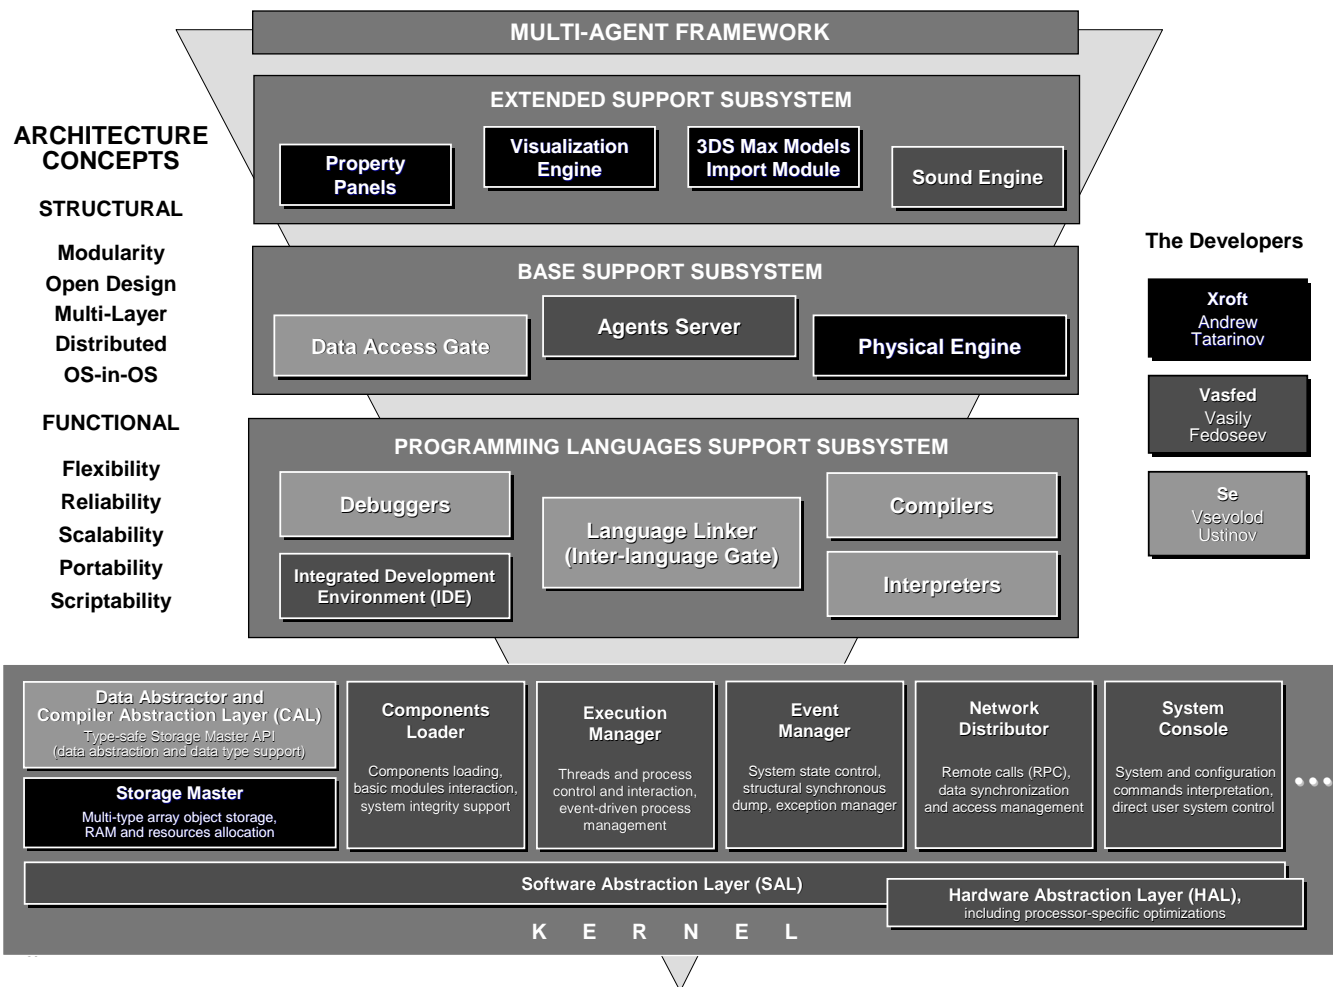 MULTI-AGENT FRAMEWORK
EXTENDED SUPPORT SUBSYSTEM
Property
Panels
Visualization
Engine
3DS Max Models
Import Module
Sound Engine
ARCHITECTURE
CONCEPTS
STRUCTURAL
Modularity
Open Design
Multi-Layer
Distributed
OS-in-OS
FUNCTIONAL
Flexibility
Reliability
Scalability
Portability
Scriptability
BASE SUPPORT SUBSYSTEM
Data Access Gate
Agents Server
Physical Engine
The Developers
Xroft
Andrew
Tatarinov
Vasfed
Vasily
Fedoseev
Se
Vsevolod
Ustinov
PROGRAMMING LANGUAGES SUPPORT SUBSYSTEM
Debuggers
Integrated Development
Environment (IDE)
Language Linker
(Inter-language Gate)
Compilers
Interpreters
Data Abstractor and
Compiler Abstraction Layer (CAL)
Type-safe Storage Master API
(data abstraction and data type support)
Storage Master
Multi-type array object storage,
RAM and resources allocation
Components
Loader
Components loading,
basic modules interaction,
system integrity support
Execution
Manager
Threads and process
control and interaction,
event-driven process
management
Event
Manager
System state control,
structural synchronous
dump, exception manager
Network
Distributor
Remote calls (RPC),
data synchronization
and access management
System
Console
System and configuration
commands interpretation,
direct user system control
Software Abstraction Layer (SAL)
Hardware Abstraction Layer (HAL),
including processor-specific optimizations
K E R N E L